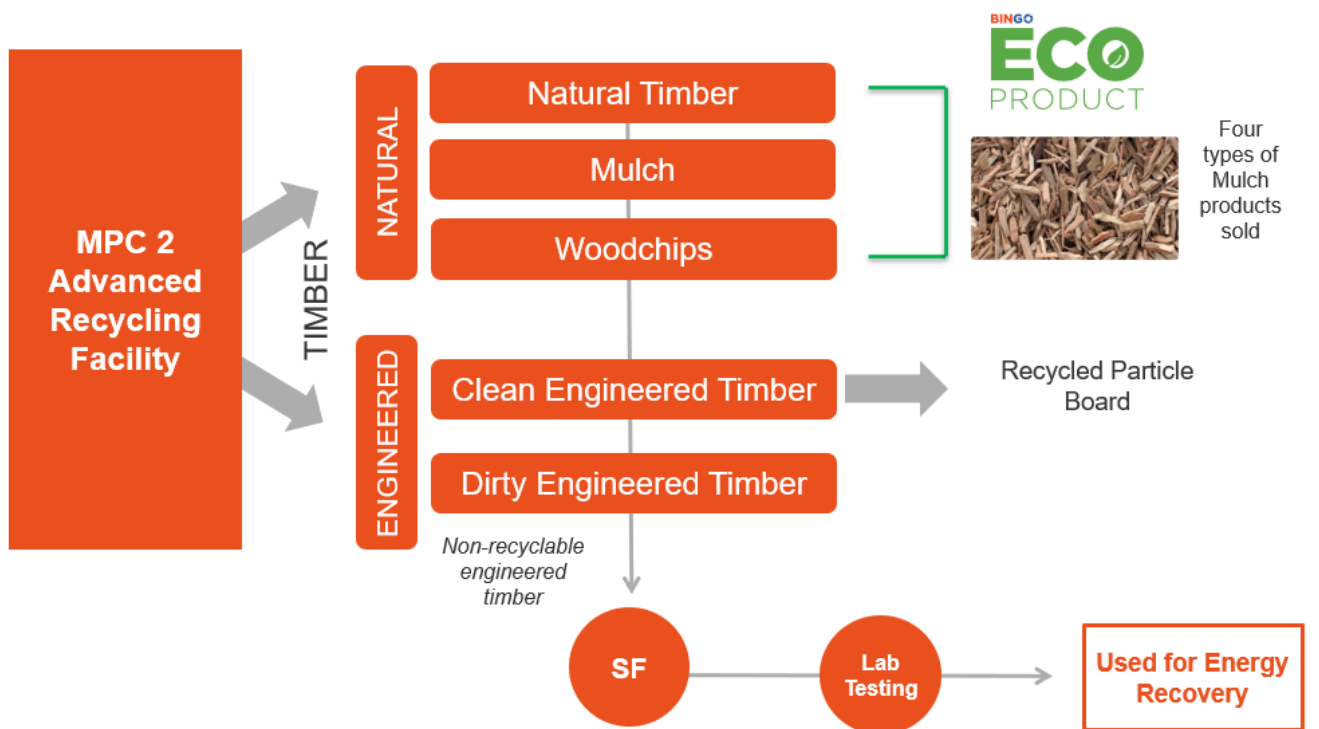 MPC 2
Advanced
Recycling
Facility
TIMBER
NATURAL
Natural Timber
Mulch
Woodchips
BINGO
ECO
PRODUCT
Four
types of
Mulch
products
sold
ENGINEERED
Clean Engineered Timber
Recycled Particle
Board
Dirty Engineered Timber
Non-recyclable
engineered
timber
SF
Lab
Testing
Used for Energy
Recovery